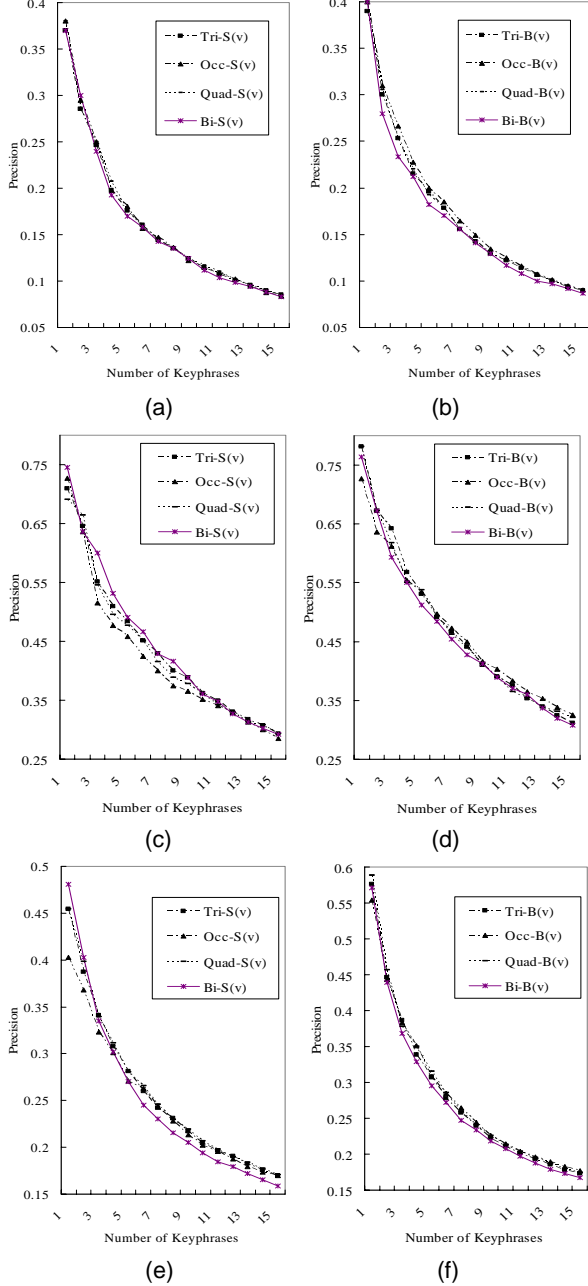 0.4
0.35
0.3
0.25
0.2
0.15
0.1
0.05
Precision
Tri-S(v)
Occ-S(v)
Quad-S(v)
Bi-S(v)
1 3 5 7 9 11 13 15
Number of Keyphrases
(a)
0.4
0.35
0.3
0.25
0.2
0.15
0.1
0.05
Precision
Tri-B(v)
Occ-B(v)
Quad-B(v)
Bi-B(v)
1 3 5 7 9 11 13 15
Number of Keyphrases
(b)
0.75
0.65
0.55
0.45
0.35
0.25
Precision
Tri-S(v)
Occ-S(v)
Quad-S(v)
Bi-S(v)
1 3 5 7 9 11 13 15
Number of Keyphrases
(c)
0.75
0.65
0.55
0.45
0.35
0.25
Precision
Tri-B(v)
Occ-B(v)
Quad-B(v)
Bi-B(v)
1 3 5 7 9 11 13 15
Number of Keyphrases
(d)
0.5
0.45
0.4
0.35
0.3
0.25
0.2
0.15
Precision
Tri-S(v)
Occ-S(v)
Quad-S(v)
Bi-S(v)
1 3 5 7 9 11 13 15
Number of Keyphrases
(e)
0.6
0.55
0.5
0.45
0.4
0.35
0.3
0.25
0.2
0.15
Precision
Tri-B(v)
Occ-B(v)
Quad-B(v)
Bi-B(v)
1 3 5 7 9 11 13 15
Number of Keyphrases
(f)